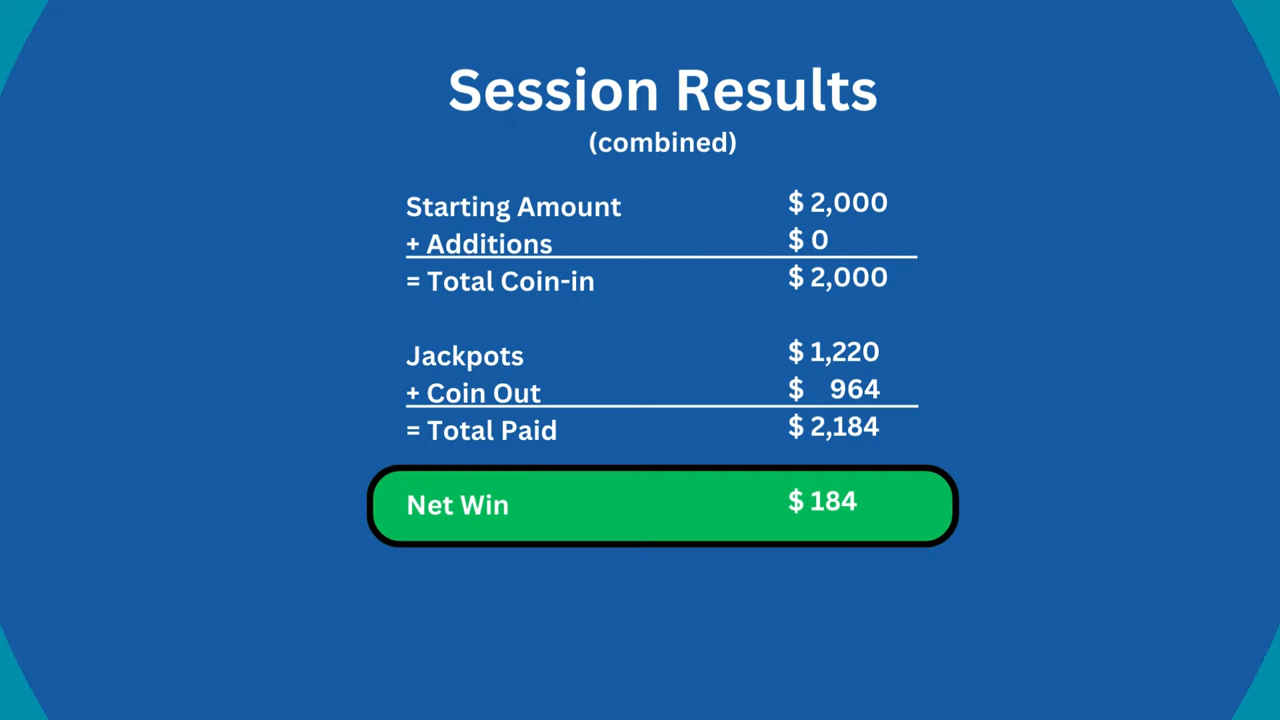 Session Results
(combined)
Starting Amount $ 2,000
+ Additions $ 0
= Total Coin-in $ 2,000
Jackpots $ 1,220
+ Coin Out $ 964
= Total Paid $ 2,184
Net Win $ 184